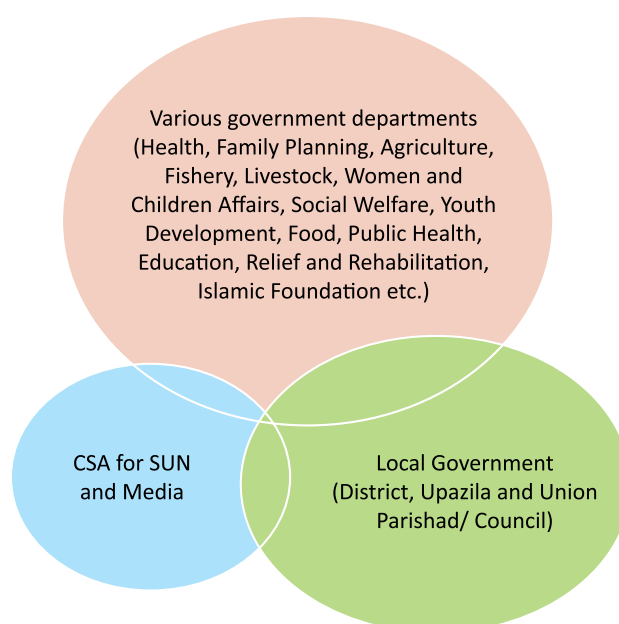 Various government departments
(Health, Family Planning, Agriculture,
Fishery, Livestock, Women and
Children Affairs, Social Welfare, Youth
Development, Food, Public Health,
Education, Relief and Rehabilitation,
Islamic Foundation etc.)
CSA for SUN
and Media
Local Government
(District, Upazila and Union
Parishad/ Council)